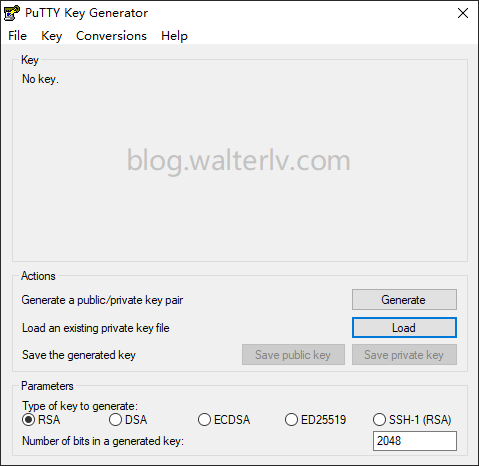 PuTTY Key Generator
File Key Conversions Help
Key
No key.
blog.walterlv.com
Actions
Generate a public/private key pair Generate
Load an existing private key file Load
Save the generated key Save public key Save private key
Parameters
Type of key to generate:
RSA DSA ECDSA ED25519 SSH-1 (RSA)
Number of bits in a generated key: 2048